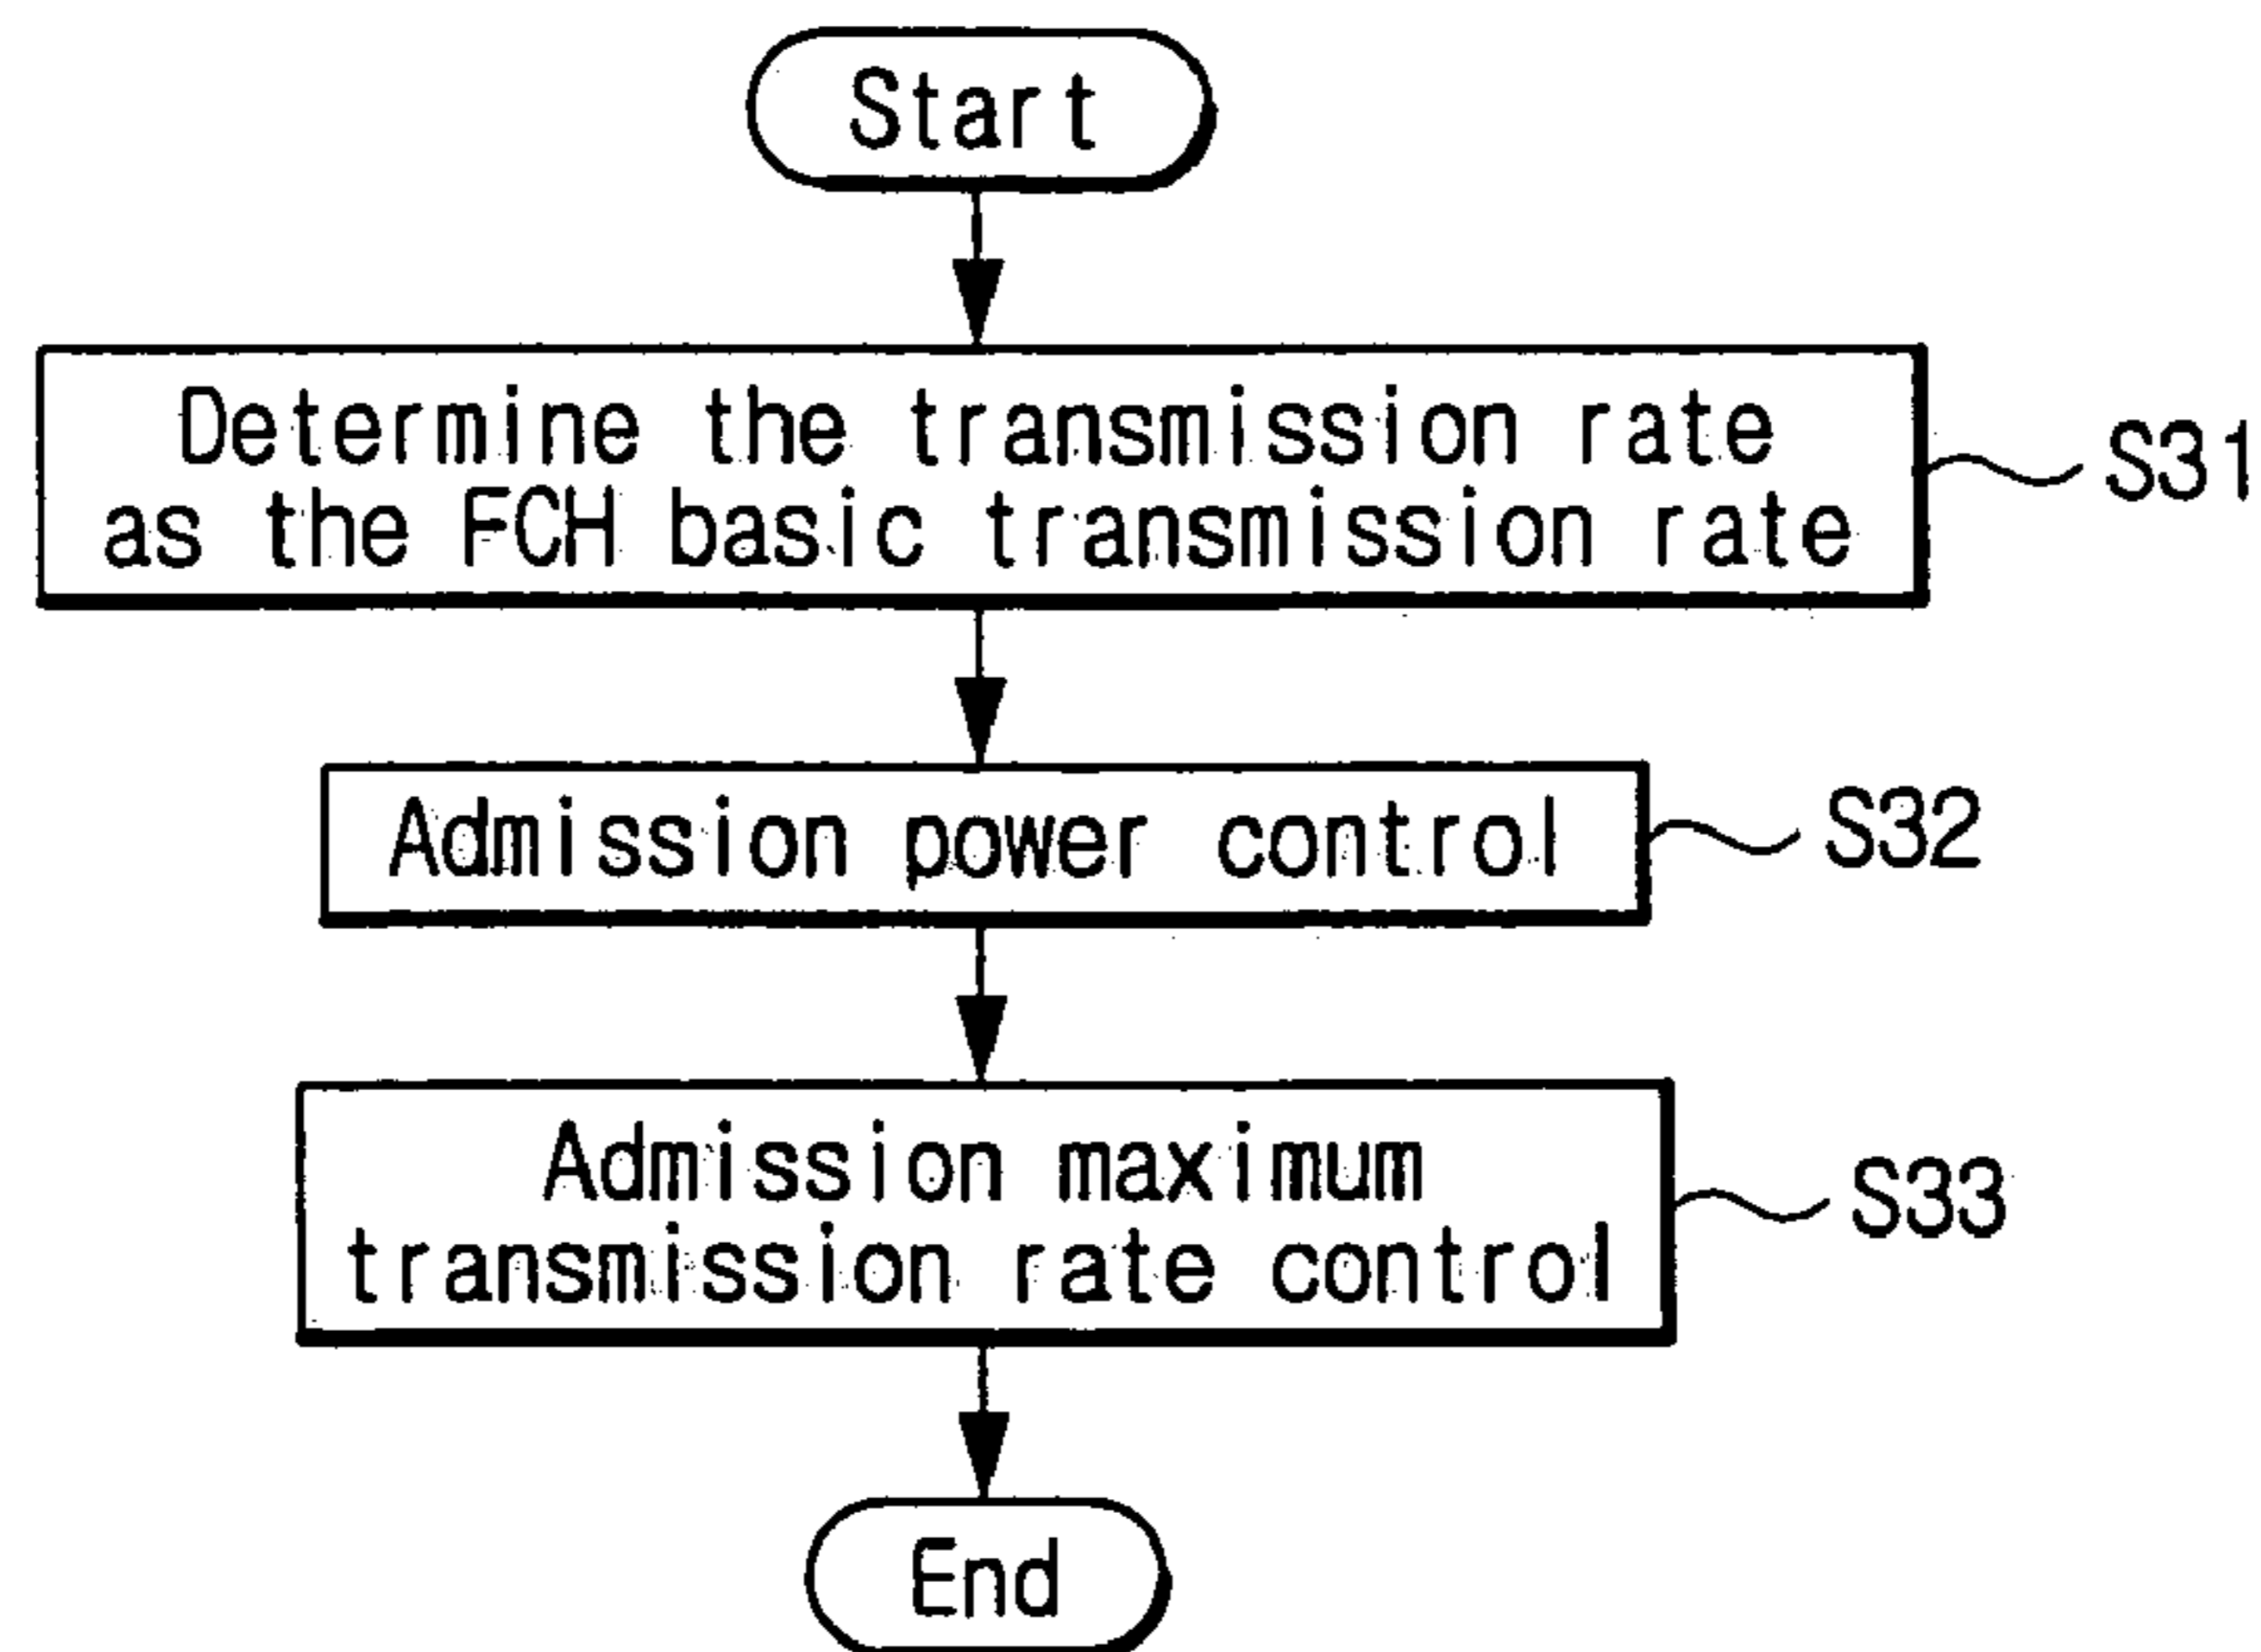 Start
Determine the transmission rate
as the FCH basic transmission rate
S31
Admission power control
S32
Admission maximum
transmission rate control
S33
End